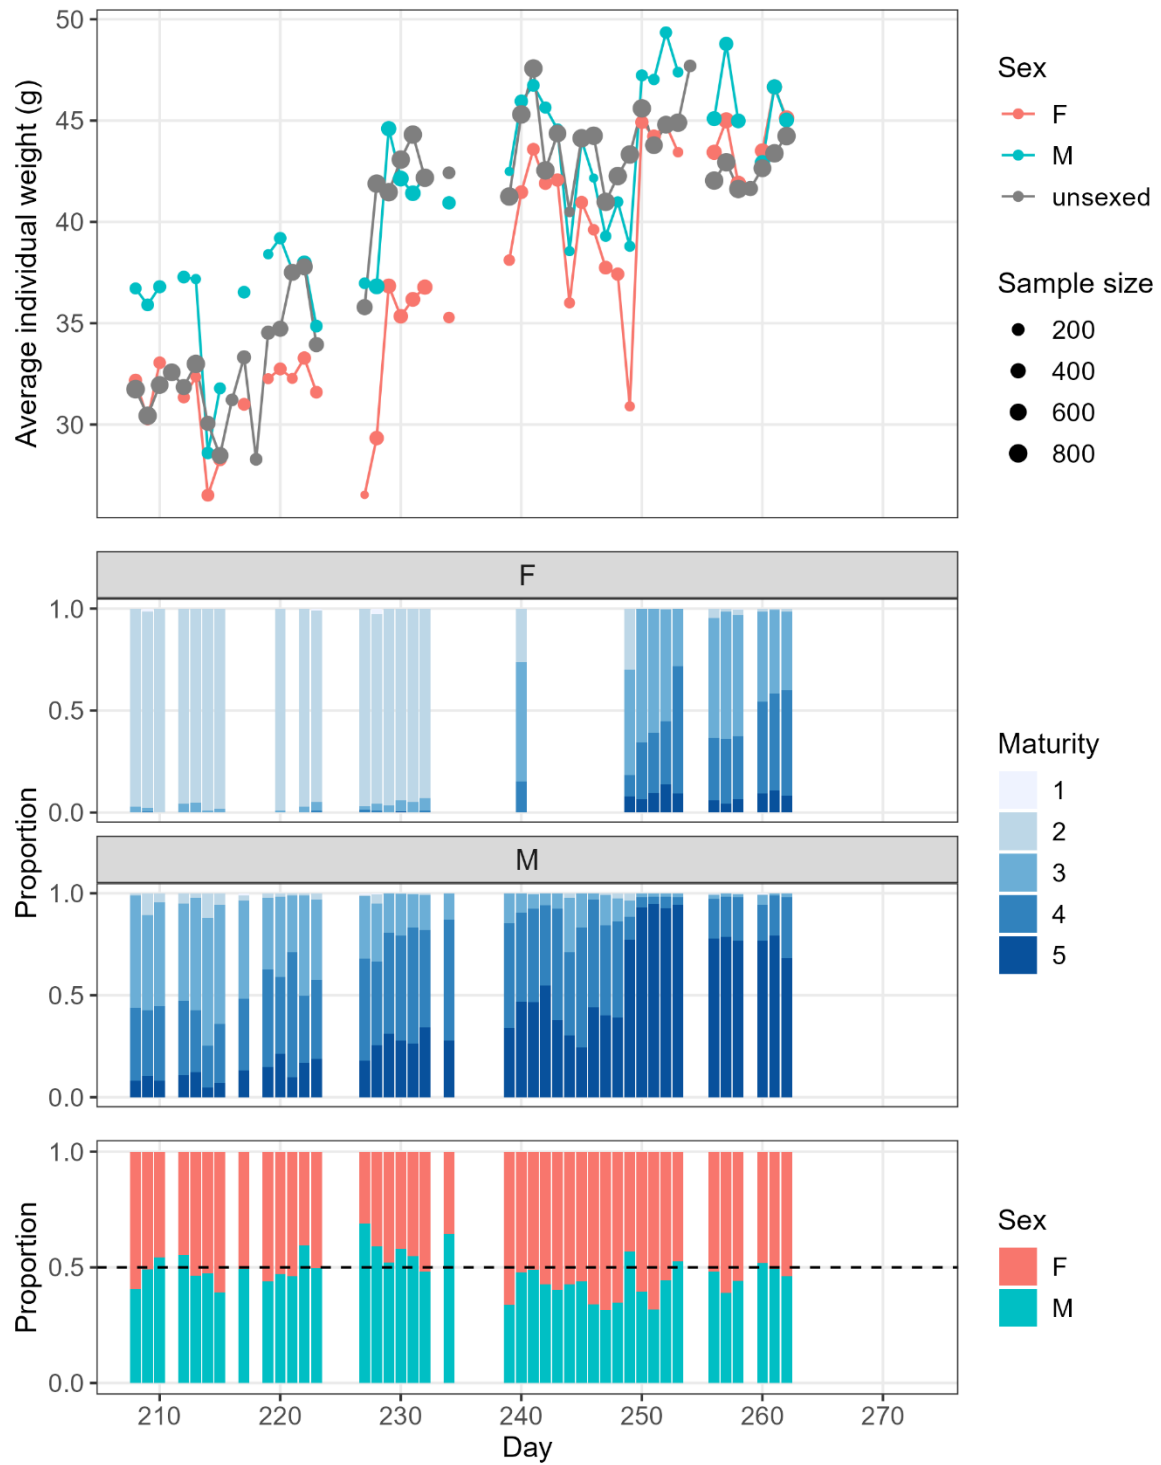 50
45
40
35
30
Average individual weight (g)
Sex
F
M
unsexed
Sample size
200
400
600
800
F
1.0
0.5
0.0
M
1.0
0.5
0.0
Proportion
Maturity
1
2
3
4
5
1.0
0.5
0.0
Proportion
Sex
F
M
210 220 230 240 250 260 270
Day